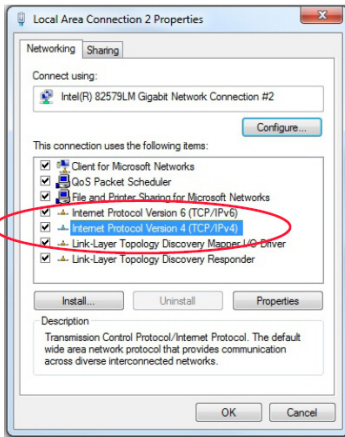 Local Area Connection 2 Properties
Networking
Sharing
Connect using:
Intel(R) 82579LM Gigabit Network Connection #2
Configure...
This connection uses the following items:
Client for Microsoft Networks
QoS Packet Scheduler
File and Printer Sharing for Microsoft Networks
Internet Protocol Version 6 (TCP/IPv6)
Internet Protocol Version 4 (TCP/IPv4)
Link-Layer Topology Discovery Mapper I/O Driver
Link-Layer Topology Discovery Responder
Install...
Uninstall
Properties
Description
Transmission Control Protocol/Internet Protocol. The default
wide area network protocol that provides communication
across diverse interconnected networks.
OK
Cancel